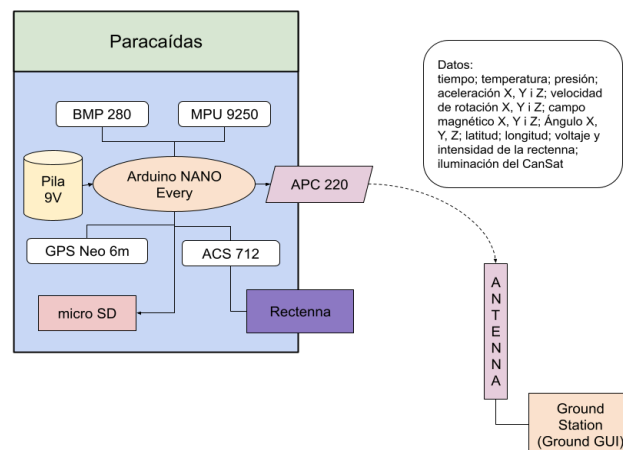 Paracaídas
BMP 280
MPU 9250
Pila
9V
Arduino NANO
Every
APC 220
GPS Neo 6m
ACS 712
micro SD
Rectenna
Datos:
tiempo; temperatura; presión;
aceleración X, Y i Z; velocidad
de rotación X, Y i Z; campo
magnético X, Y i Z; Ángulo X,
Y, Z; latitud; longitud; voltaje y
intensidad de la rectenna;
iluminación del CanSat
ANTENNA
Ground
Station
(Ground GUI)